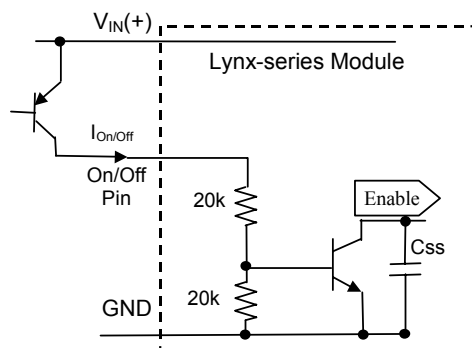 VIN(+)
Lynx-series Module
IOn/Off
On/Off
Pin
20k
Enable
Css
20k
GND